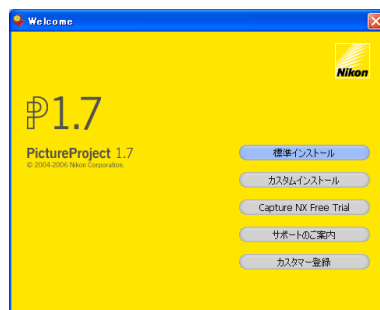 Welcome
Nikon
P1.7
PictureProject 1.7
© 2004-2006 Nikon Corporation.
標準インストール
カスタムインストール
Capture NX Free Trial
サポートのご案内
カスタマー登録